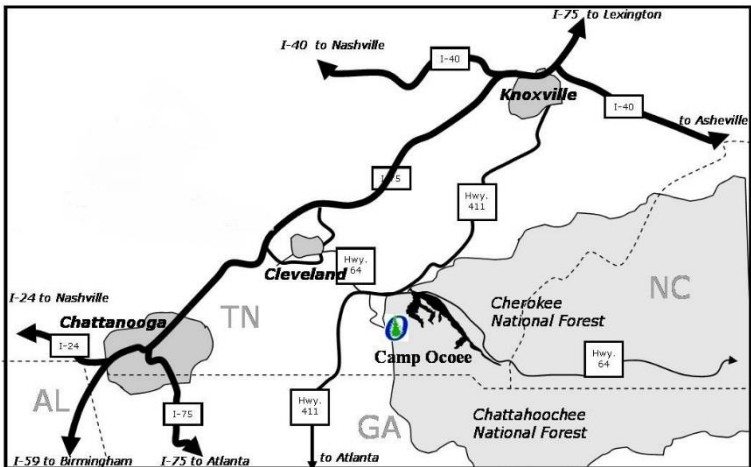 I-75 to Lexington
I-40 to Nashville
I-40
Knoxville
I-40
to Asheville
I-75
Hwy.
411
Cleveland
Hwy.
64
I-24 to Nashville
TN
NC
Chattanooga
Cherokee
National Forest
I-24
Camp Ocoee
Hwy.
64
AL
I-75
Hwy.
411
GA
Chattahoochee
National Forest
I-59 to Birmingham
I-75 to Atlanta
to Atlanta